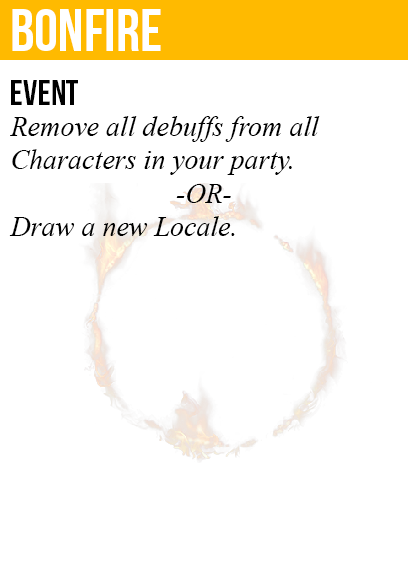 BONFIRE
EVENT
Remove all debuffs from all
Characters in your party.
-OR-
Draw a new Locale.